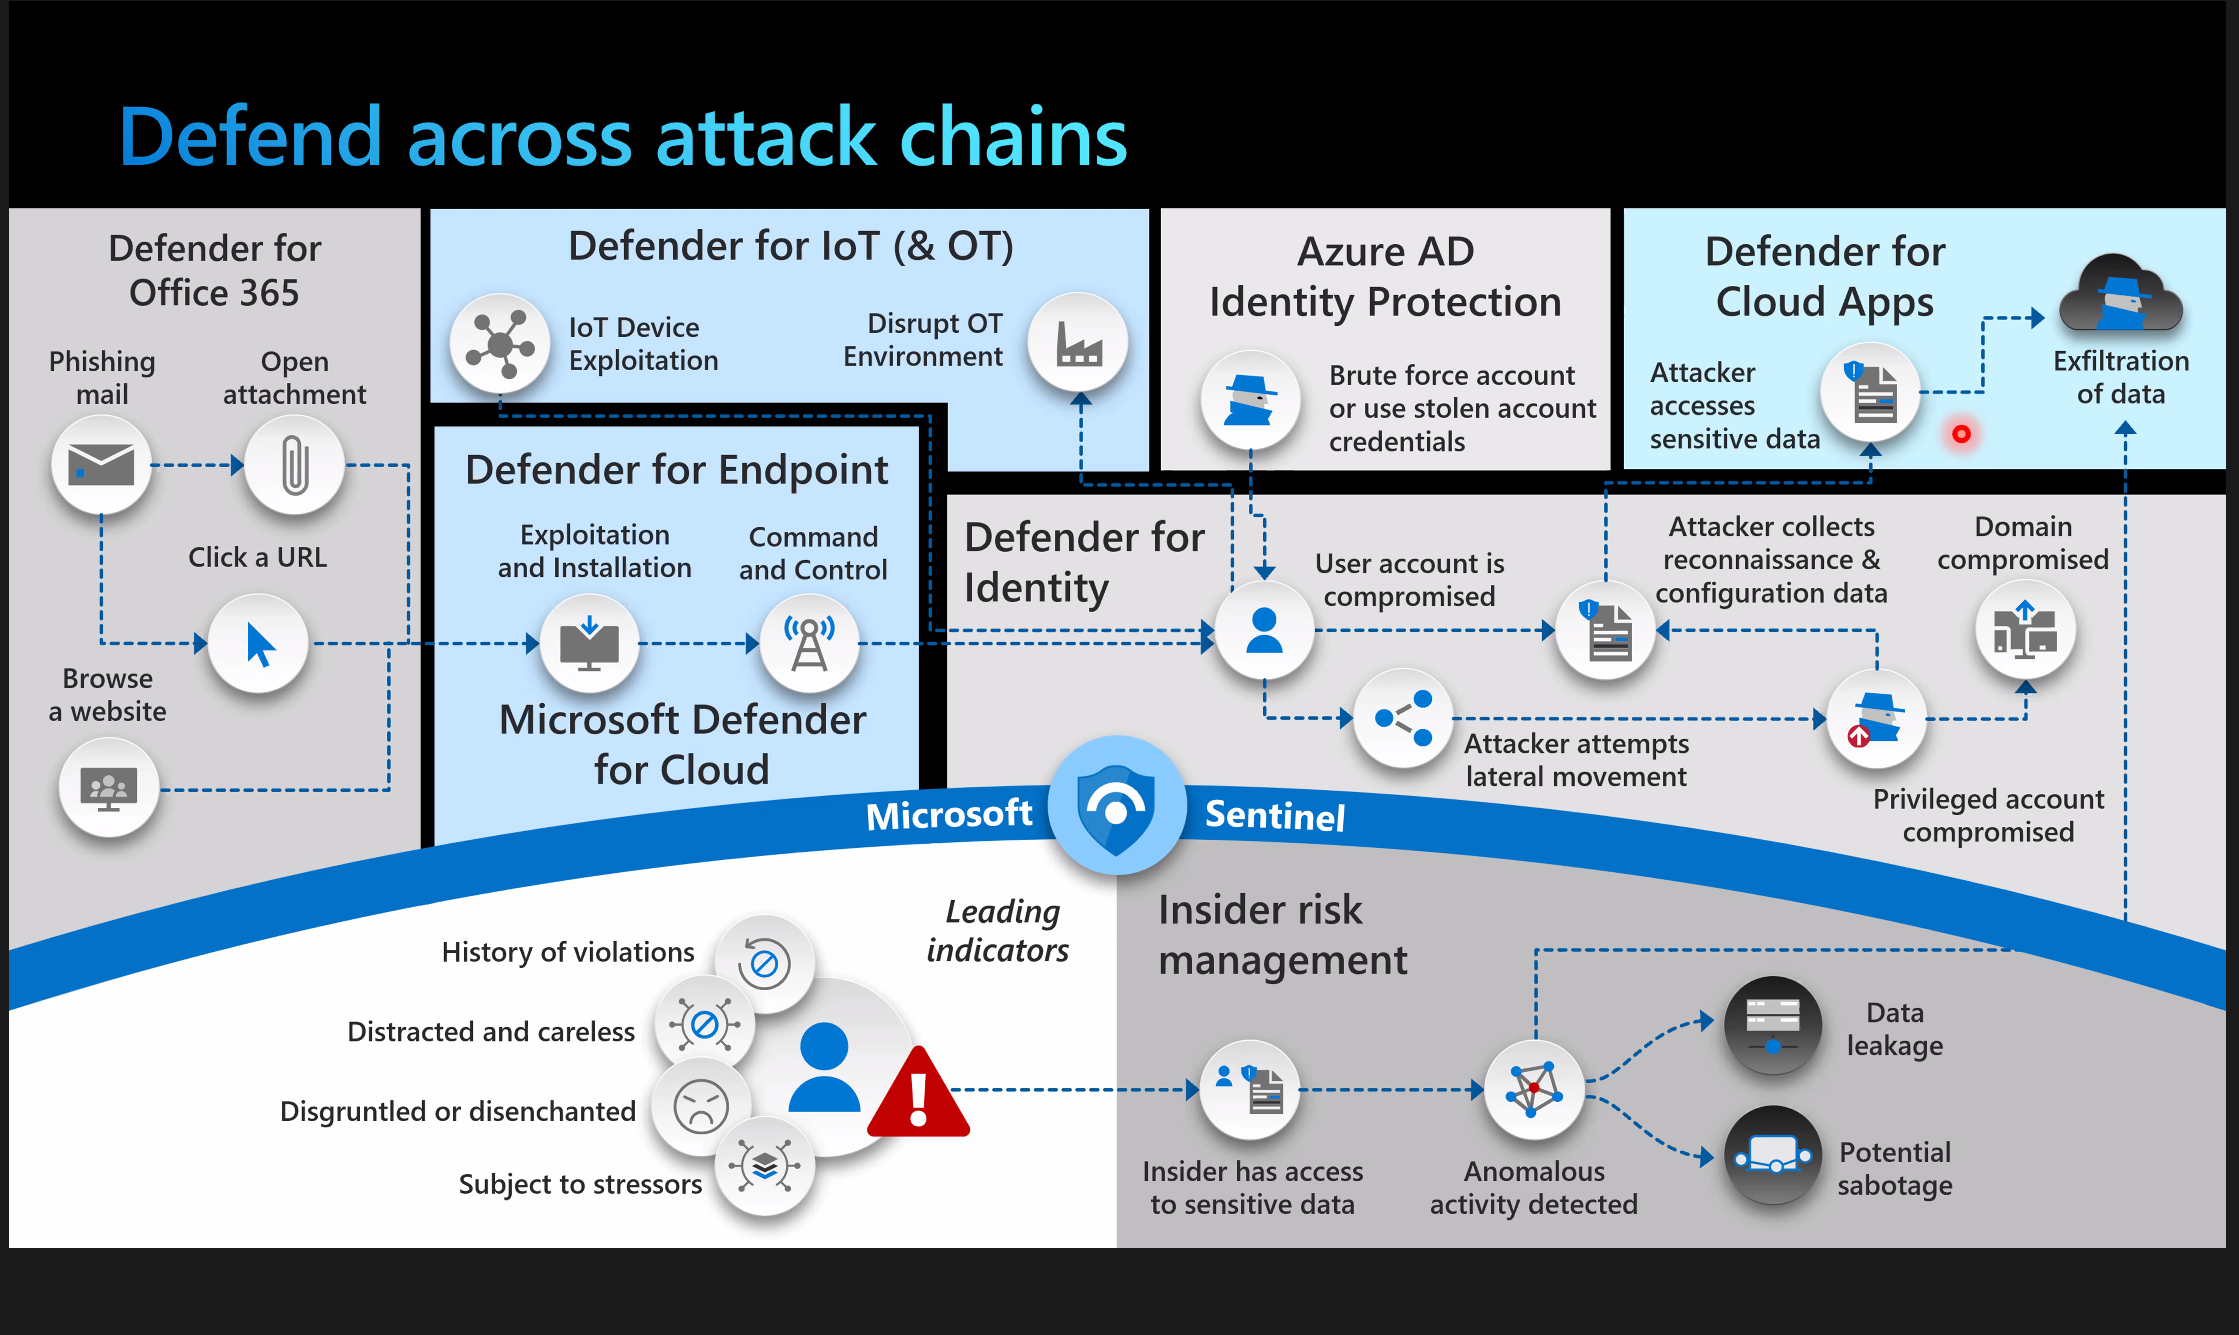 Defend across attack chains
Defender for
Office 365
Phishing
mail
Open
attachment
Click a URL
Browse
a website
Defender for IoT (& OT)
IoT Device
Exploitation
Disrupt OT
Environment
Defender for Endpoint
Exploitation
and Installation
Command
and Control
Microsoft Defender
for Cloud
Azure AD
Identity Protection
Brute force account
or use stolen account
credentials
Defender for
Cloud Apps
Attacker
accesses
sensitive data
Exfiltration
of data
Defender for
Identity
User account is
compromised
Attacker collects
reconnaissance &
configuration data
Domain
compromised
Attacker attempts
lateral movement
Privileged account
compromised
Microsoft Sentinel
Leading
indicators
History of violations
Distracted and careless
Disgruntled or disenchanted
Subject to stressors
Insider risk
management
Insider has access
to sensitive data
Anomalous
activity detected
Data
leakage
Potential
sabotage